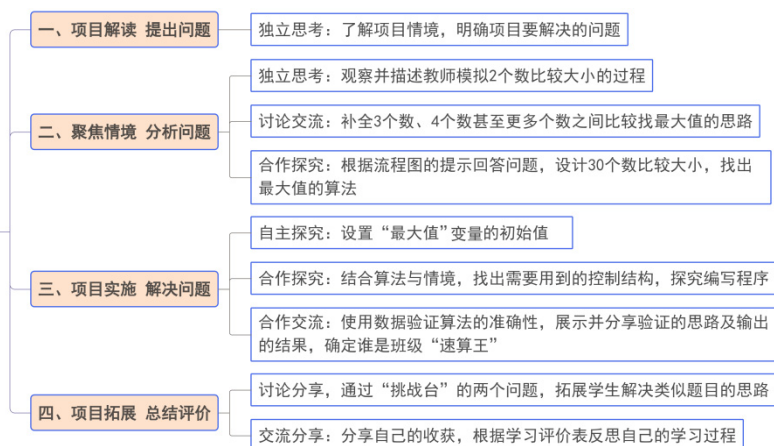 一、项目解读 提出问题
独立思考：了解项目情境，明确项目要解决的问题
二、聚焦情境 分析问题
独立思考：观察并描述教师模拟2个数比较大小的过程
讨论交流：补全3个数、4个数甚至更多个数之间比较找最大值的思路
合作探究：根据流程图的提示回答问题，设计30个数比较大小，找出
最大值的算法
三、项目实施 解决问题
自主探究：设置“最大值”变量的初始值
合作探究：结合算法与情境，找出需要用到的控制结构，探究编写程序
合作交流：使用数据验证算法的准确性，展示并分享验证的思路及输出
的结果，确定谁是班级“速算王”
四、项目拓展 总结评价
讨论分享，通过“挑战台”的两个问题，拓展学生解决类似题目的思路
交流分享：分享自己的收获，根据学习评价表反思自己的学习过程